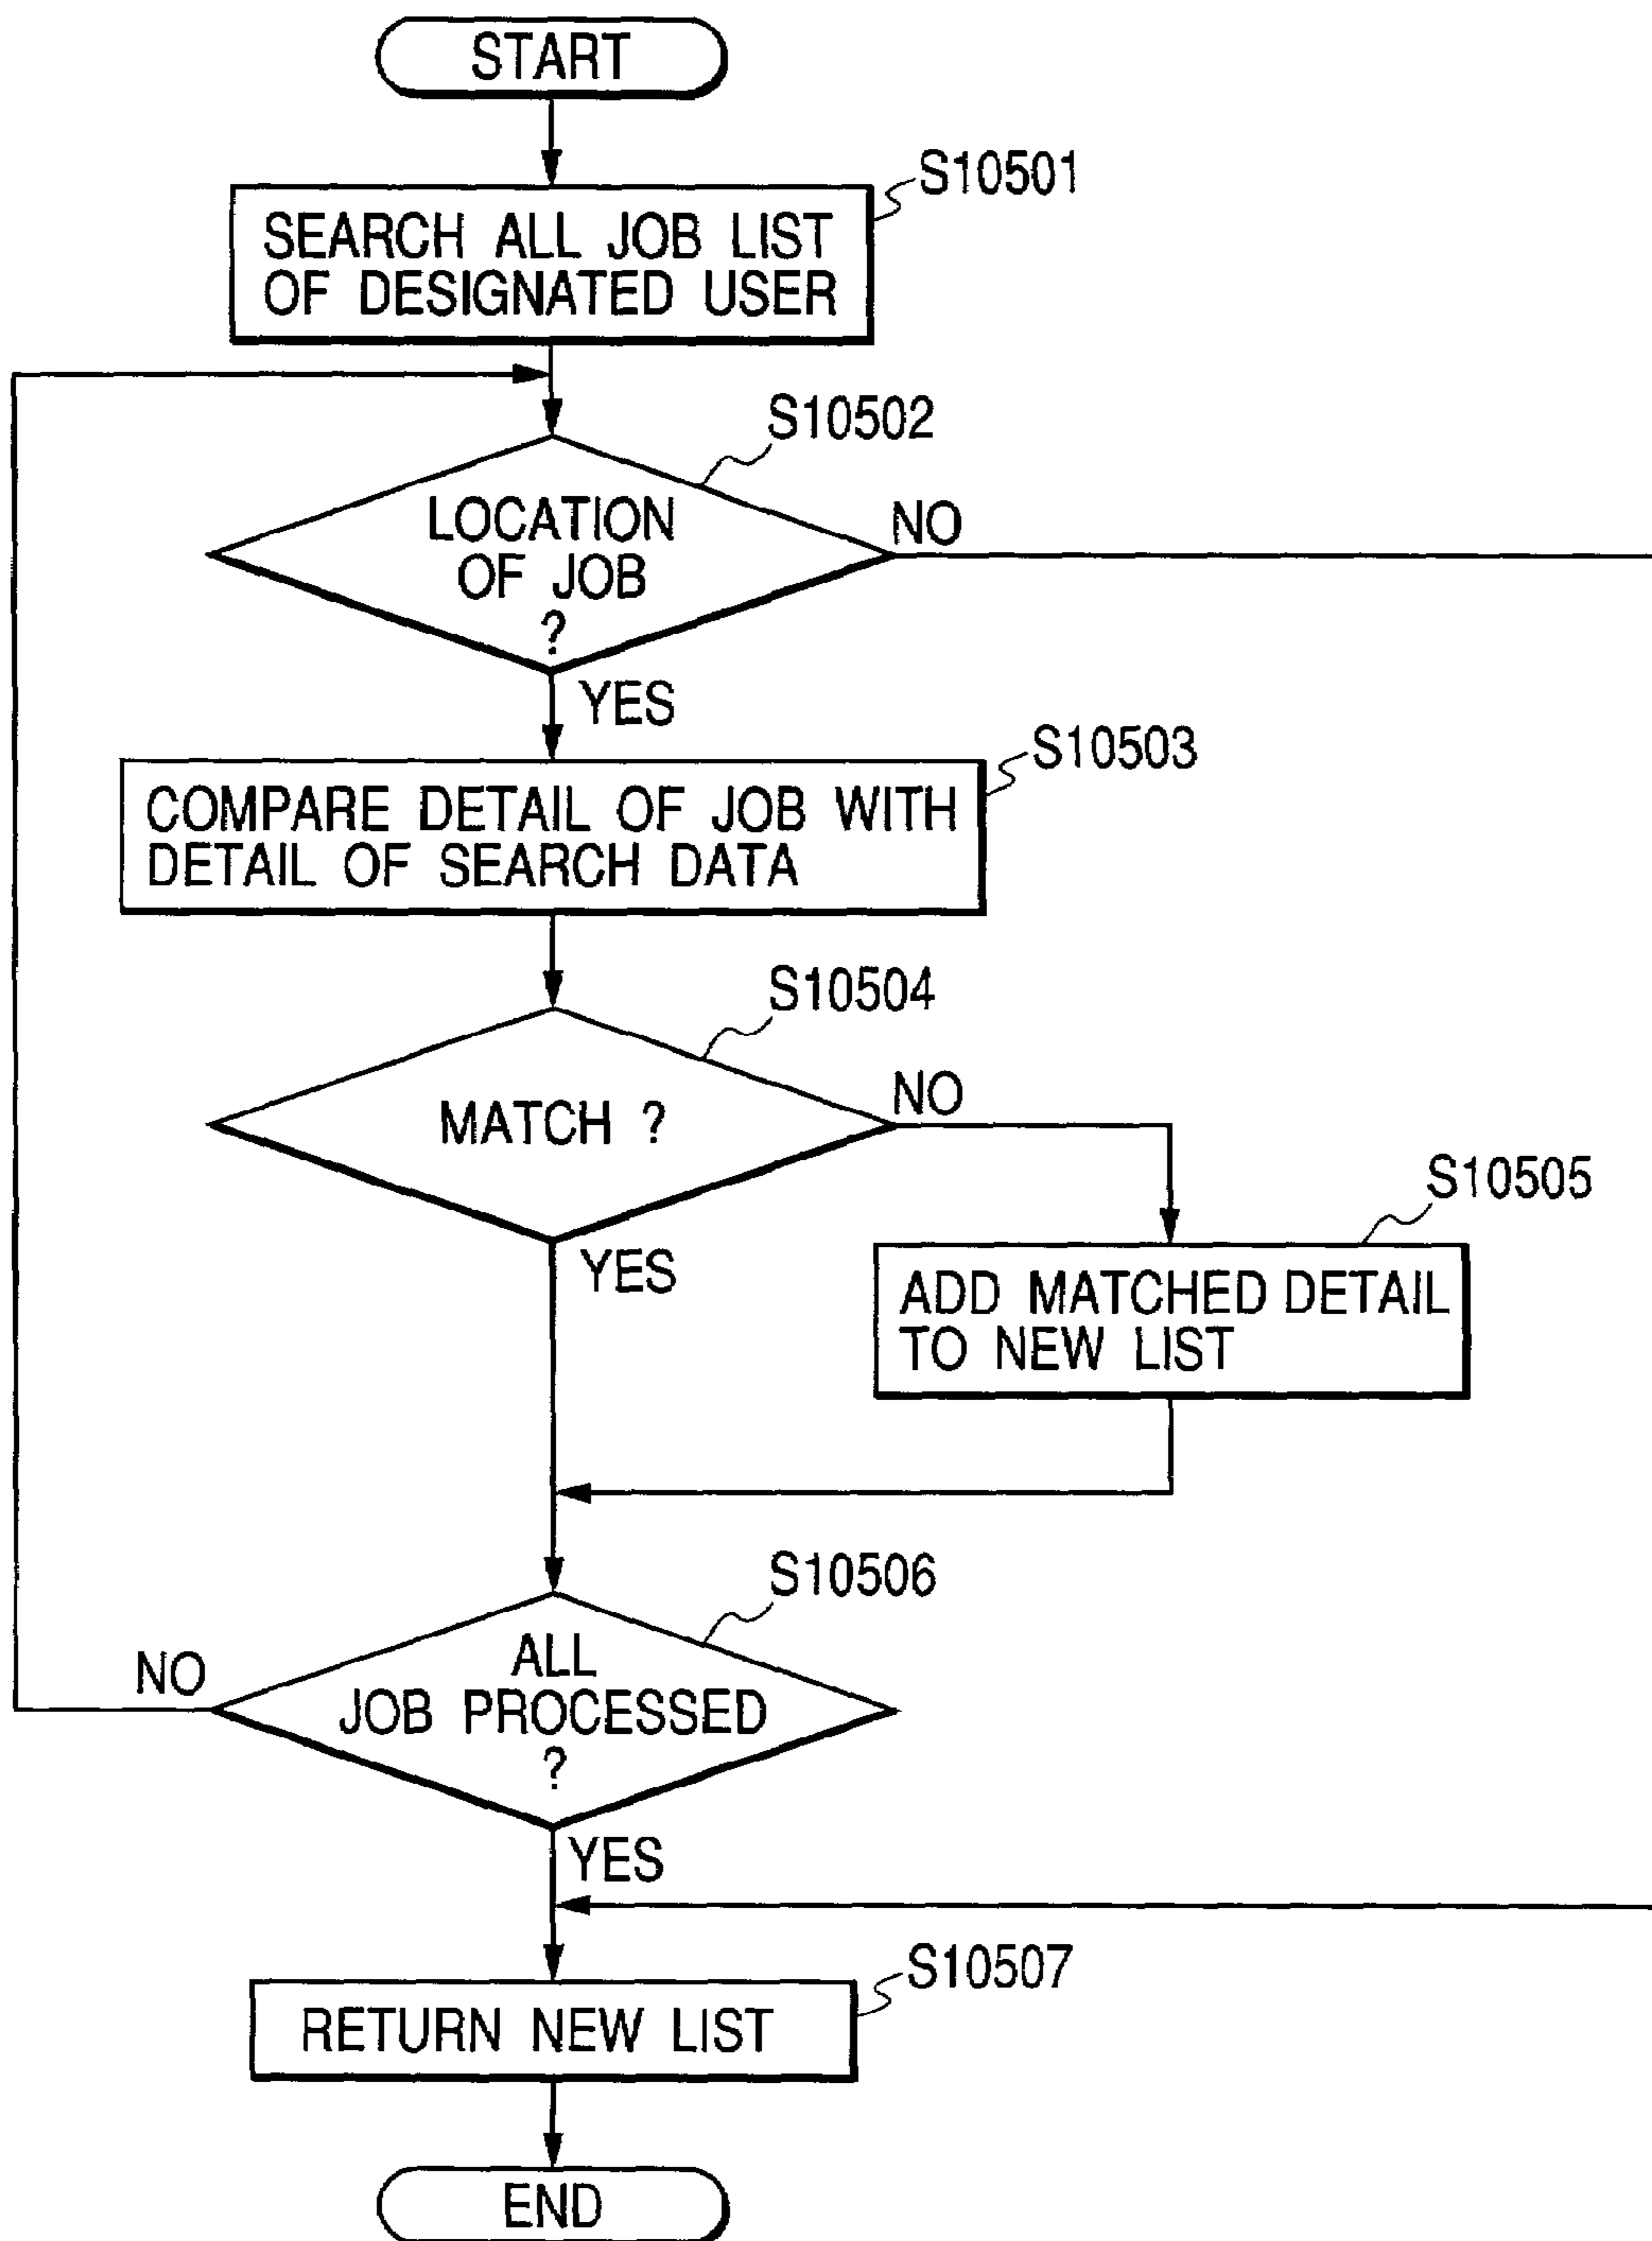 START
S10501
SEARCH ALL JOB LIST
OF DESIGNATED USER
S10502
LOCATION
OF JOB
?
NO
YES
S10503
COMPARE DETAIL OF JOB WITH
DETAIL OF SEARCH DATA
S10504
MATCH ?
NO
YES
S10505
ADD MATCHED DETAIL
TO NEW LIST
S10506
ALL
JOB PROCESSED
?
NO
YES
S10507
RETURN NEW LIST
END